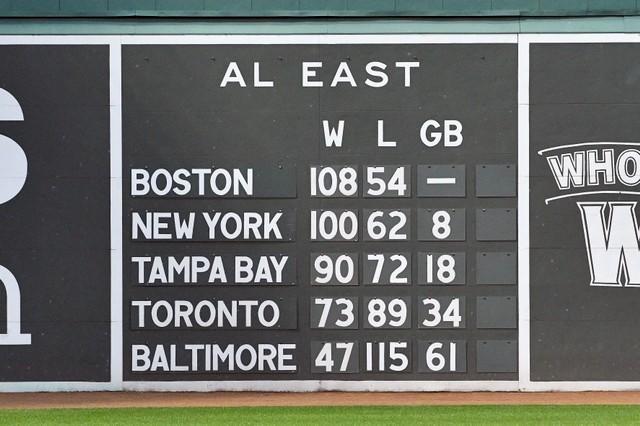 AL EAST
W L GB
BOSTON 108 54 —
NEW YORK 100 62 8
TAMPA BAY 90 72 18
TORONTO 73 89 34
BALTIMORE 47 115 61
WHO
W